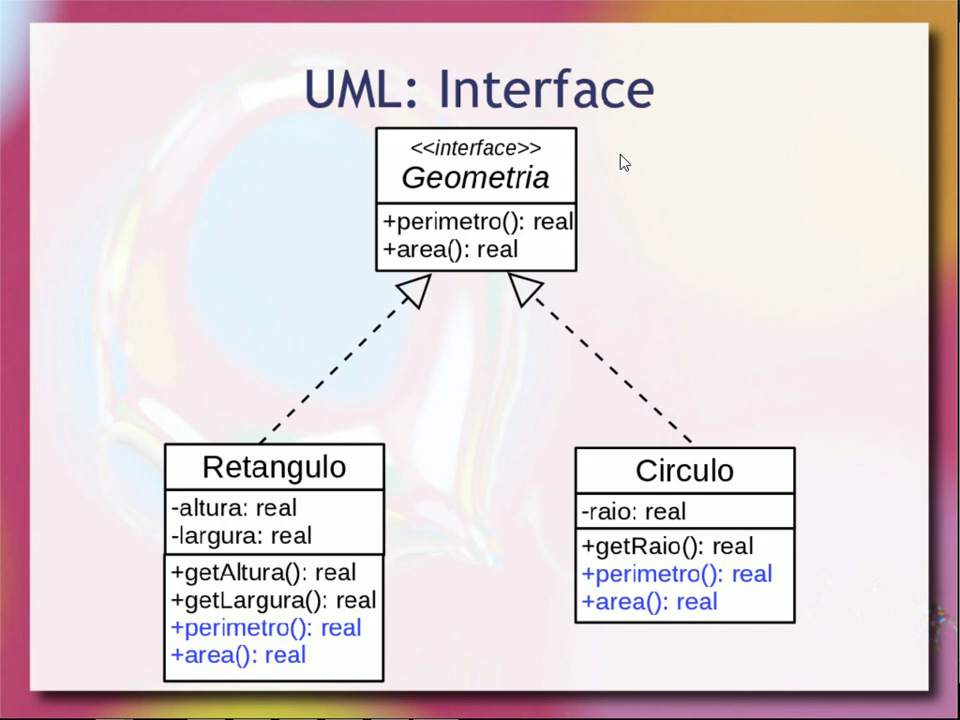 UML: Interface
<<interface>>
Geometria
+perimetro(): real
+area(): real
Retangulo
-altura: real
-largura: real
+getAltura(): real
+getLargura(): real
+perimetro(): real
+area(): real
Circulo
-raio: real
+getRaio(): real
+perimetro(): real
+area(): real